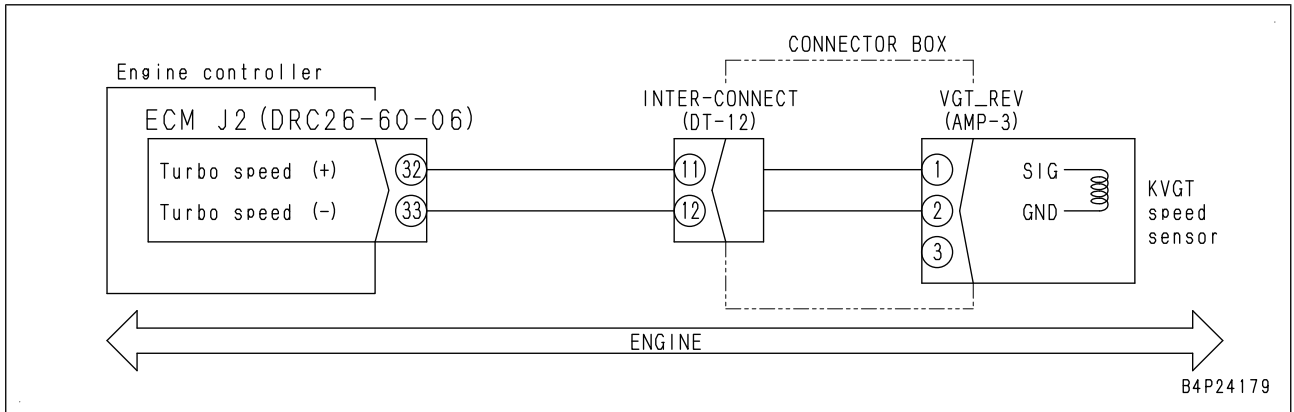 CONNECTOR BOX
Engine controller
INTER-CONNECT
(DT-12)
VGT_REV
(AMP-3)
ECM J2(DRC26-60-06)
Turbo speed (+)
32
11
1
SIG
Turbo speed (-)
33
12
2
GND
3
KVGT
speed
sensor
ENGINE
B4P24179